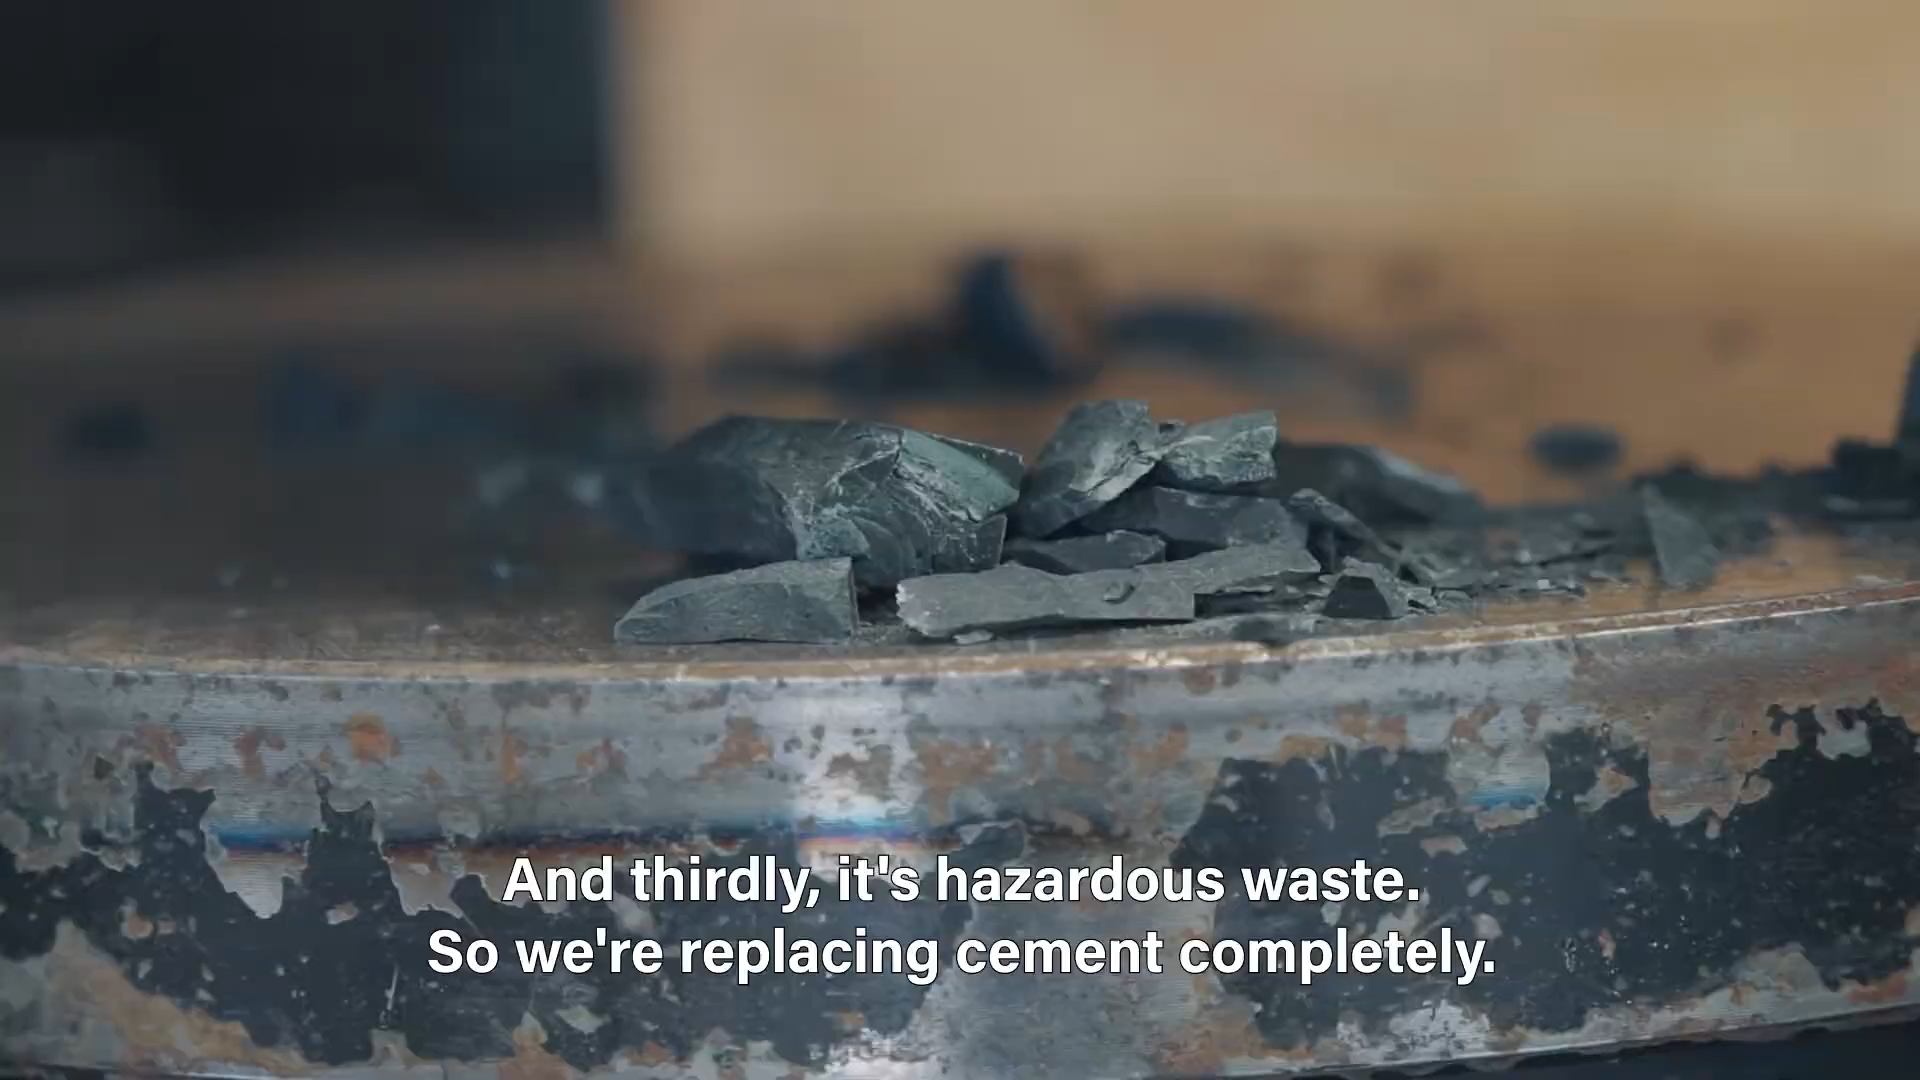 And thirdly, it's hazardous waste.
So we're replacing cement completely.